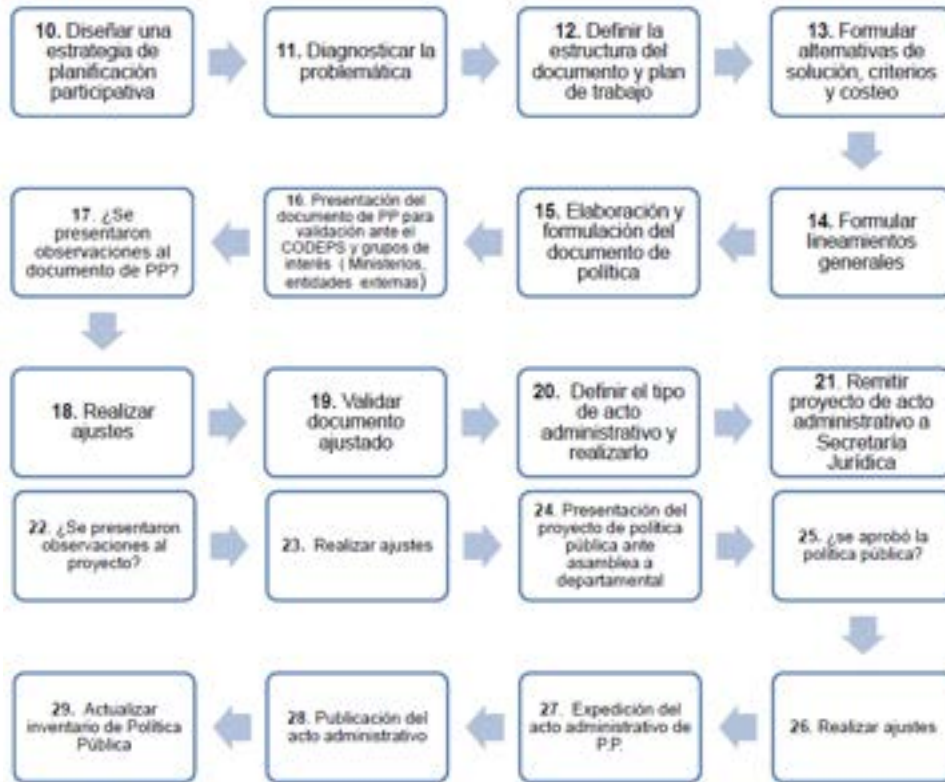 10. Diseñar una
estrategia de
planificación
participativa
11. Diagnosticar la
problemática
12. Definir la
estructura del
documento y plan
de trabajo
13. Formular
alternativas de
solución, criterios
y costeo
14. Formular
lineamientos
generales
15. Elaboración y
formulación del
documento de
política
16. Presentación del
documento de PP para
validación ante el
CODEPS y grupos de
interés ( Ministerios,
entidades externas)
17. ¿Se
presentaron
observaciones al
documento de PP?
18. Realizar
ajustes
19. Validar
documento
ajustado
20. Definir el tipo
de acto
administrativo y
realizarlo
21. Remitir
proyecto de acto
administrativo a
Secretaría
Jurídica
22. ¿Se presentaron
observaciones al
proyecto?
23. Realizar ajustes
24. Presentación del
proyecto de política
pública ante
asamblea a
departamental
25. ¿se aprobó la
política pública?
26. Realizar ajustes
27. Expedición del
acto administrativo de
P.P.
28. Publicación del
acto administrativo
29. Actualizar
inventario de Política
Pública